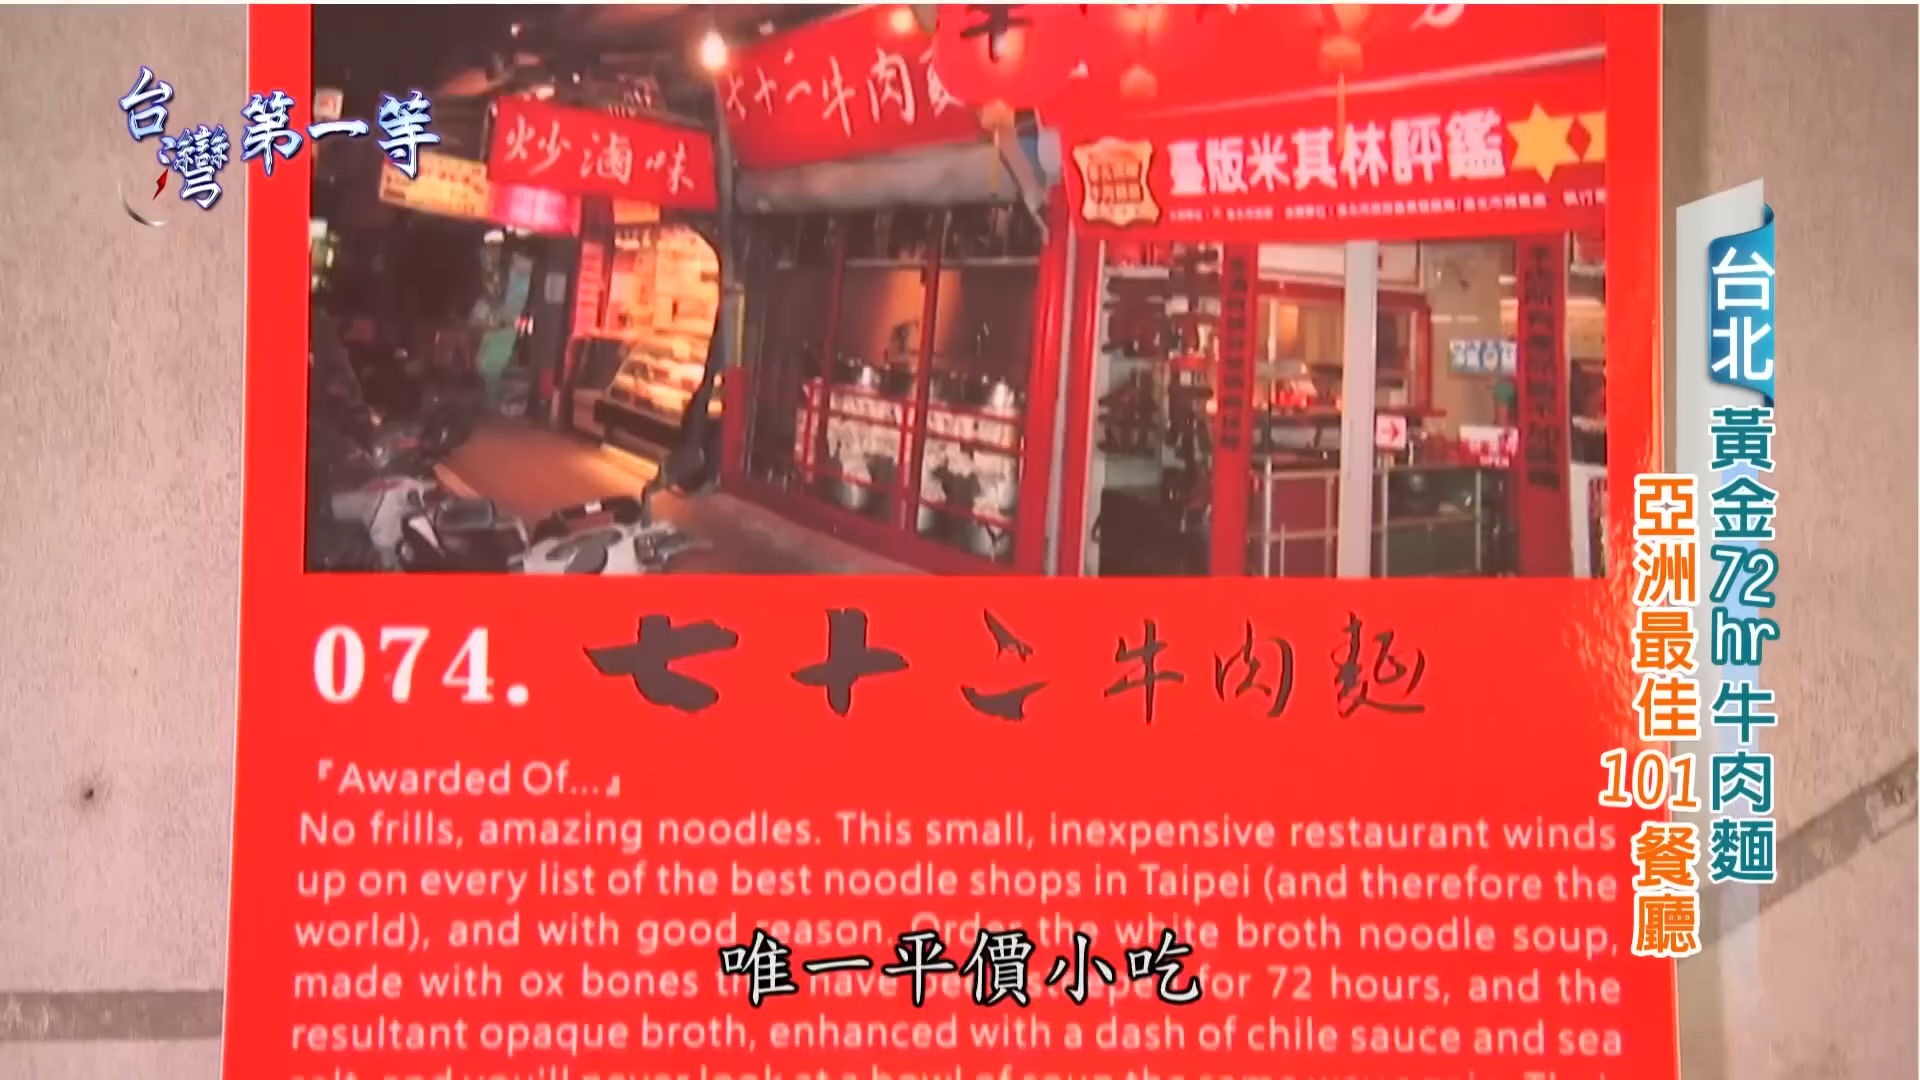 台灣第一等
炒滷味
七十二牛肉麵
臺版米其林評鑑
074. 七十二牛肉麵
『Awarded Of...』
No frills, amazing noodles. This small, inexpensive restaurant winds
up on every list of the best noodle shops in Taipei (and therefore the
world), and with good reason. Order the white broth noodle soup,
made with ox bones that have been steeped for 72 hours, and the
resultant opaque broth, enhanced with a dash of chile sauce and sea
唯一平價小吃
台北
黃金72hr牛肉麵
亞洲最佳101餐廳